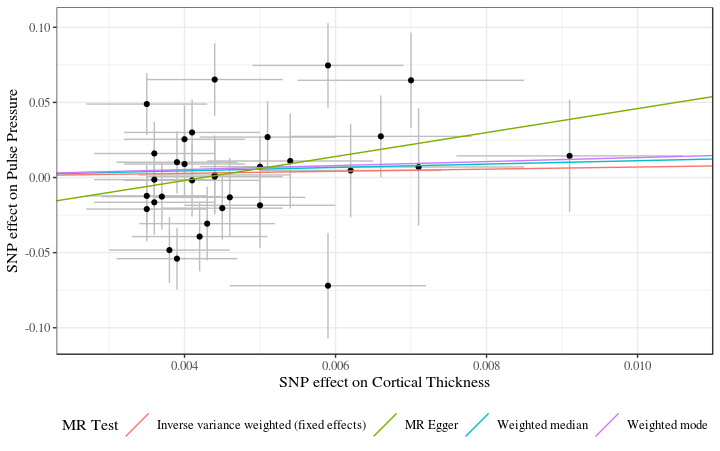 0.10
0.05
0.00
-0.05
-0.10
SNP effect on Pulse Pressure
0.004 0.006 0.008 0.010
SNP effect on Cortical Thickness
MR Test Inverse variance weighted (fixed effects) MR Egger Weighted median Weighted mode